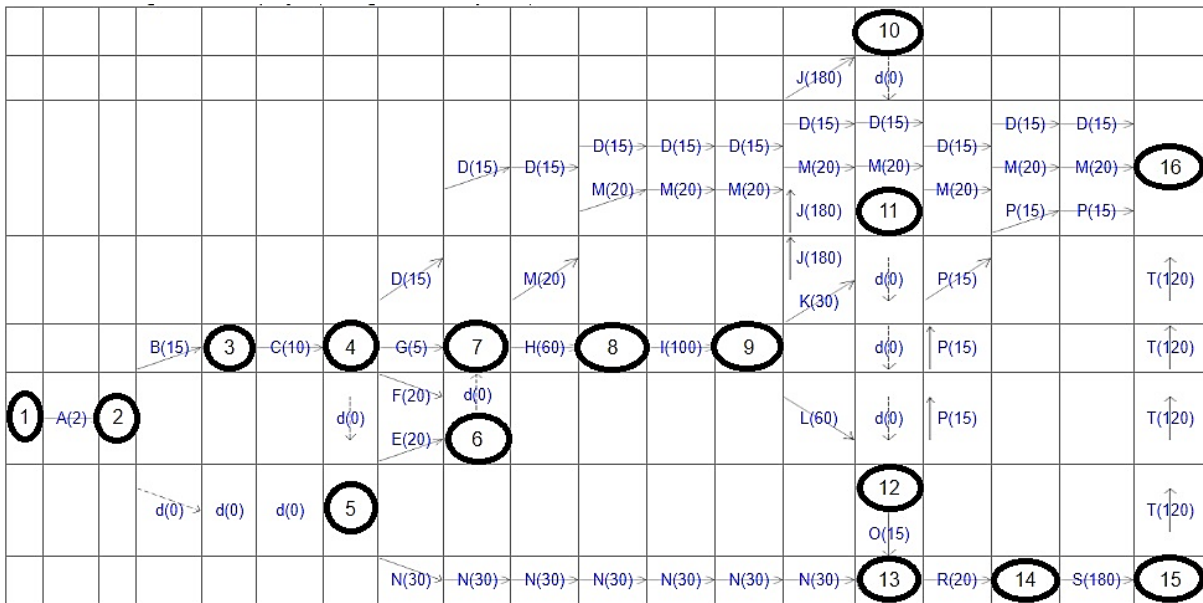 10
J(180) d(0)
D(15) D(15) D(15) D(15)
D(15) D(15) D(15) D(15)
D(15) D(15) M(20) M(20) M(20) M(20) 16
M(20) M(20) M(20) M(20)
J(180) 11 P(15) P(15)
J(180)
D(15) M(20) d(0) P(15) T(120)
K(30)
B(15) 3 C(10) 4 G(5) 7 H(60) 8 I(100) 9 d(0) P(15) T(120)
F(20) d(0)
1 A(2) 2 d(0) L(60) d(0) P(15) T(120)
E(20) 6
12
d(0) d(0) d(0) 5 T(120)
O(15)
N(30) N(30) N(30) N(30) N(30) N(30) N(30) 13 R(20) 14 S(180) 15